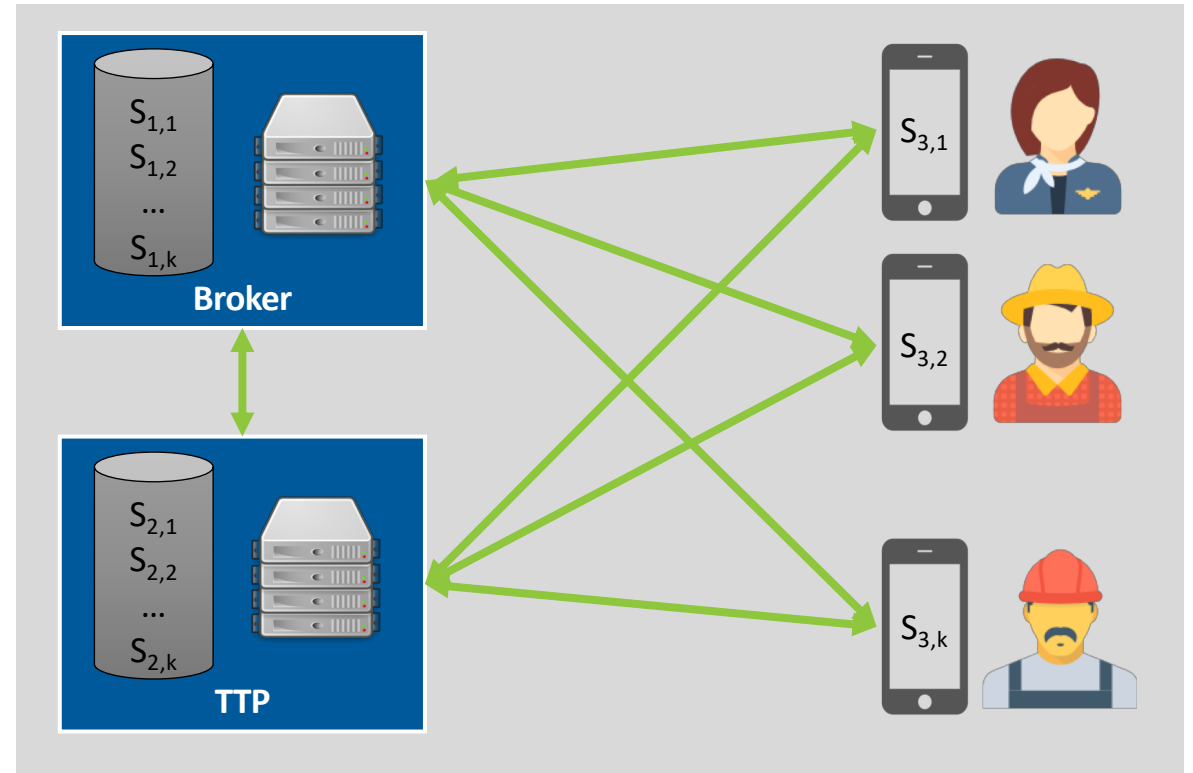 S1,1
S1,2
...
S1,k
Broker
S2,1
S2,2
...
S2,k
TTP
S3,1
S3,2
S3,k